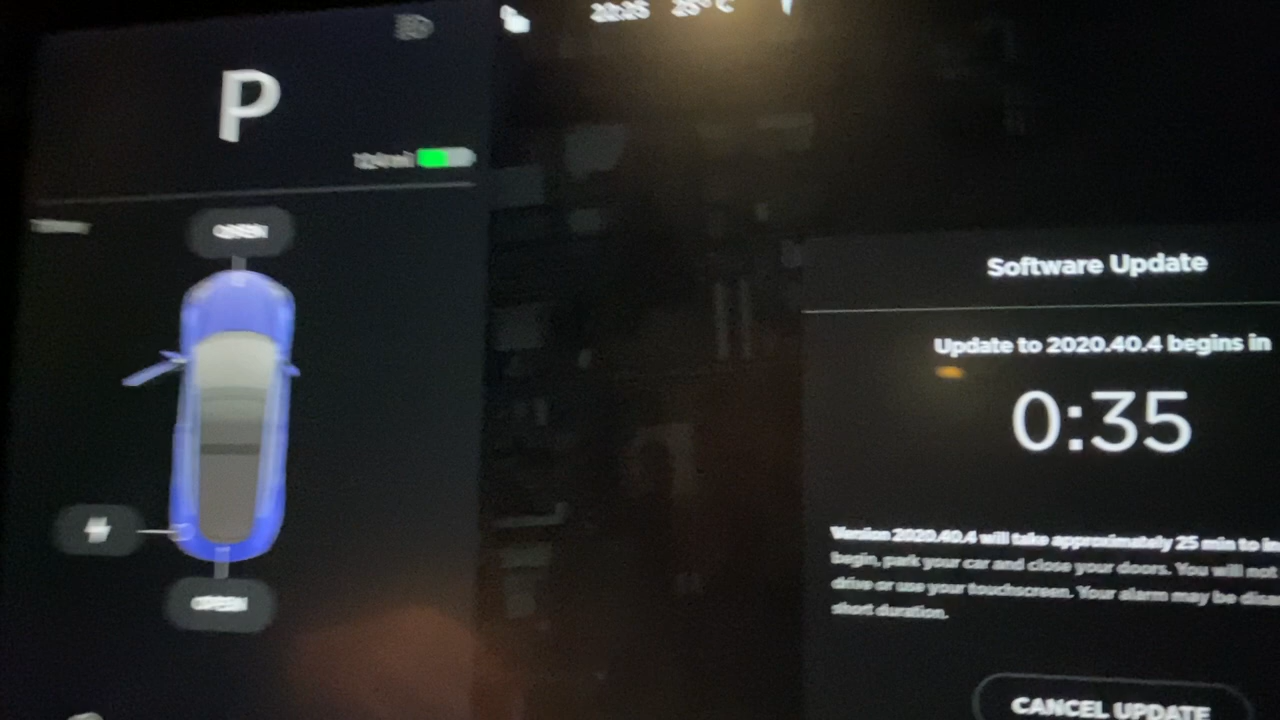 P
OPEN
OPEN
Software Update
Update to 2020.40.4 begins in
0:35
Version 2020.40.4 will take approximately 25 min to
begin, park your car and close your doors. You will not
drive or use your touchscreen. Your alarm may be
short duration.
CANCEL UPDATE